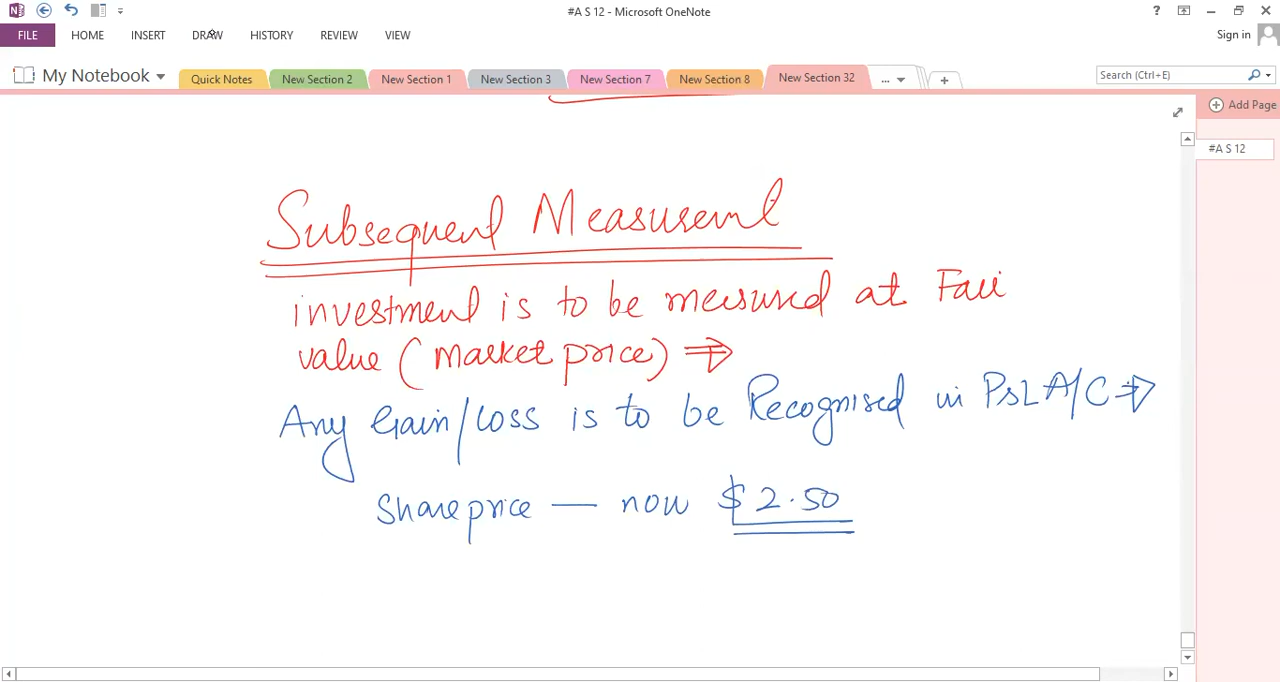 #A S 12 - Microsoft OneNote
?
FILE HOME INSERT DRAW HISTORY REVIEW VIEW
Sign in
My Notebook
Quick Notes
New Section 2
New Section 1
New Section 3
New Section 7
New Section 8
New Section 32
...
Search (Ctrl+E)
Add Page
#A S 12
Subsequent Measurement
investment is to be measured at Fair
value (market price) ⇒
Any Gain/Loss is to be Recognised in P&L A/C ⇒
Share price — now $2.50